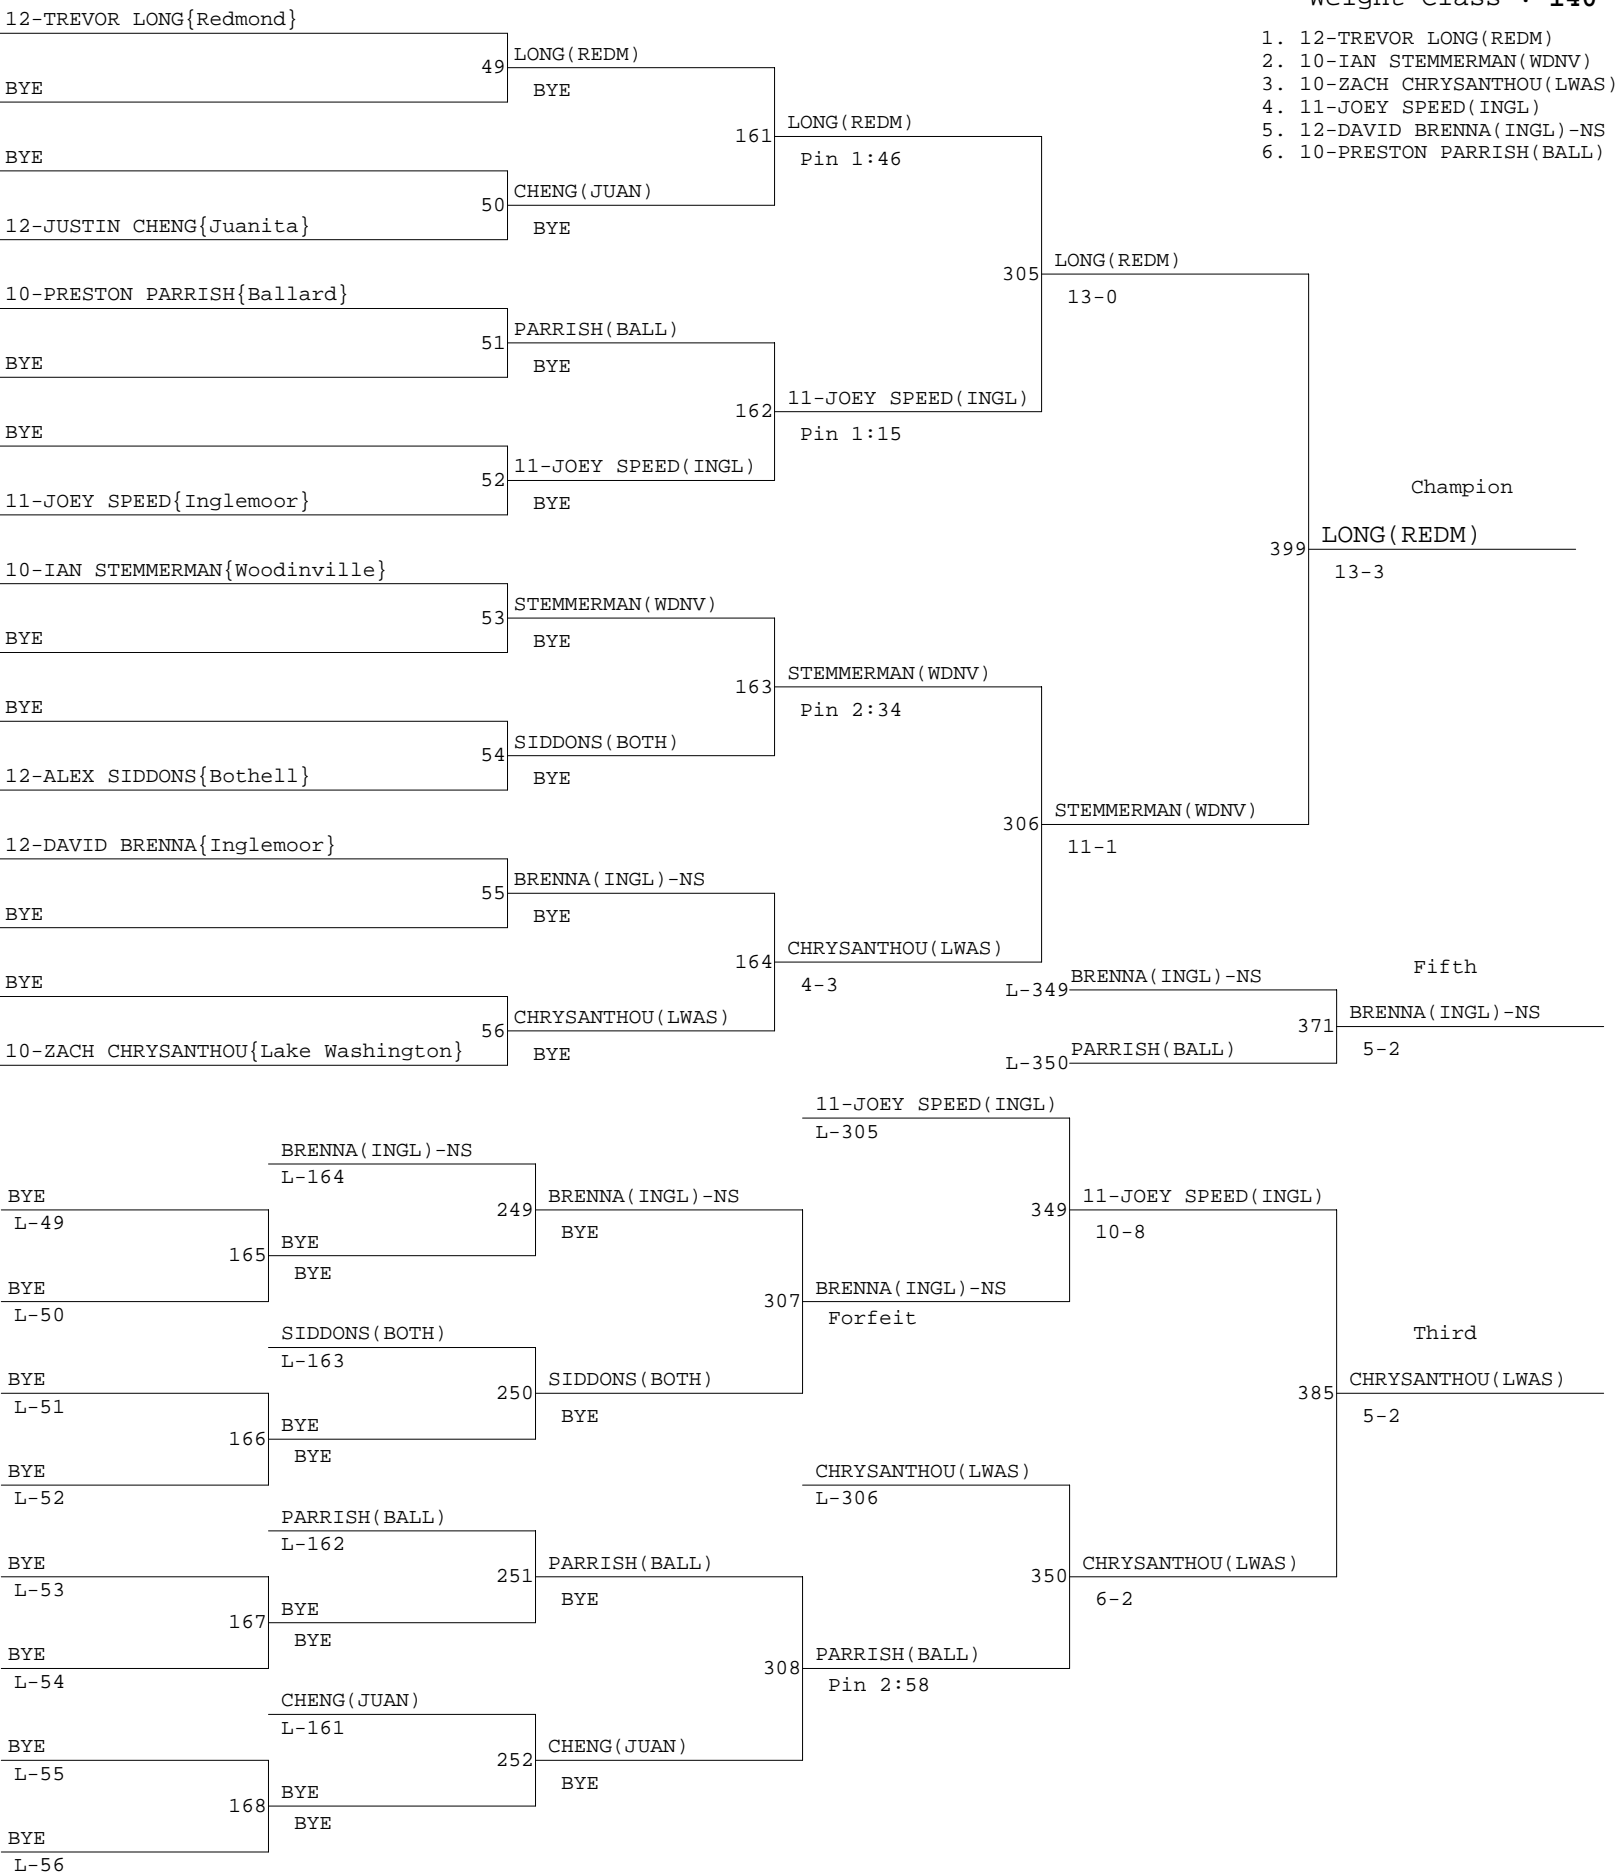 Weight Class : 140
1. 12-TREVOR LONG(REDM)
2. 10-IAN STEMMERMAN(WDNV)
3. 10-ZACH CHRYSANTHOU(LWAS)
4. 11-JOEY SPEED(INGL)
5. 12-DAVID BRENNA(INGL)-NS
6. 10-PRESTON PARRISH(BALL)
12-TREVOR LONG{Redmond}
49
LONG(REDM)
BYE
BYE
161
LONG(REDM)
Pin 1:46
BYE
50
CHENG(JUAN)
BYE
12-JUSTIN CHENG{Juanita}
305
LONG(REDM)
13-0
10-PRESTON PARRISH{Ballard}
51
PARRISH(BALL)
BYE
BYE
162
11-JOEY SPEED(INGL)
Pin 1:15
BYE
52
11-JOEY SPEED(INGL)
BYE
11-JOEY SPEED{Inglemoor}
Champion
399
LONG(REDM)
13-3
10-IAN STEMMERMAN{Woodinville}
53
STEMMERMAN(WDNV)
BYE
BYE
163
STEMMERMAN(WDNV)
Pin 2:34
BYE
54
SIDDONS(BOTH)
BYE
12-ALEX SIDDONS{Bothell}
306
STEMMERMAN(WDNV)
11-1
12-DAVID BRENNA{Inglemoor}
55
BRENNA(INGL)-NS
BYE
BYE
164
CHRYSANTHOU(LWAS)
4-3
BYE
56
CHRYSANTHOU(LWAS)
BYE
10-ZACH CHRYSANTHOU{Lake Washington}
Fifth
L-349
BRENNA(INGL)-NS
371
BRENNA(INGL)-NS
5-2
L-350
PARRISH(BALL)
11-JOEY SPEED(INGL)
L-305
BRENNA(INGL)-NS
L-164
BYE
L-49
249
BRENNA(INGL)-NS
BYE
349
11-JOEY SPEED(INGL)
10-8
165
BYE
BYE
BYE
L-50
307
BRENNA(INGL)-NS
Forfeit
SIDDONS(BOTH)
L-163
Third
BYE
L-51
250
SIDDONS(BOTH)
BYE
385
CHRYSANTHOU(LWAS)
5-2
166
BYE
BYE
BYE
L-52
CHRYSANTHOU(LWAS)
L-306
PARRISH(BALL)
L-162
BYE
L-53
251
PARRISH(BALL)
BYE
350
CHRYSANTHOU(LWAS)
6-2
167
BYE
BYE
BYE
L-54
308
PARRISH(BALL)
Pin 2:58
CHENG(JUAN)
L-161
BYE
L-55
252
CHENG(JUAN)
BYE
168
BYE
BYE
BYE
L-56